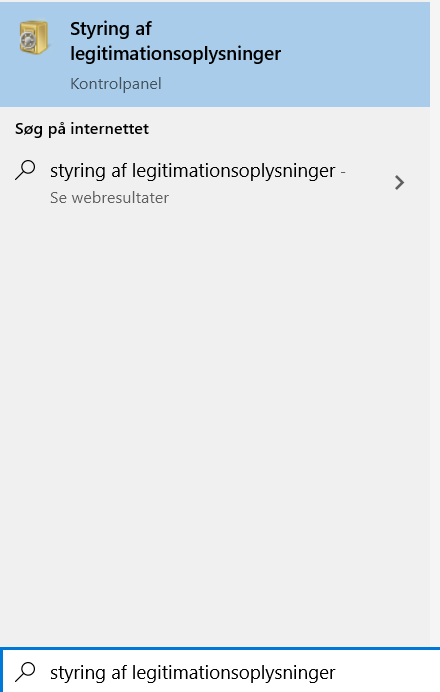 Styring af
legitimationsoplysninger
Kontrolpanel
Søg på internettet
styring af legitimationsoplysninger -
Se webresultater
styring af legitimationsoplysninger